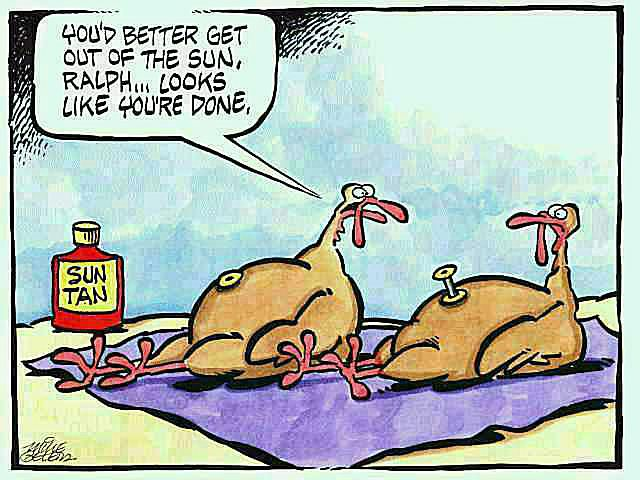 YOU'D BETTER GET
OUT OF THE SUN,
RALPH... LOOKS
LIKE YOU'RE DONE.
SUN
TAN